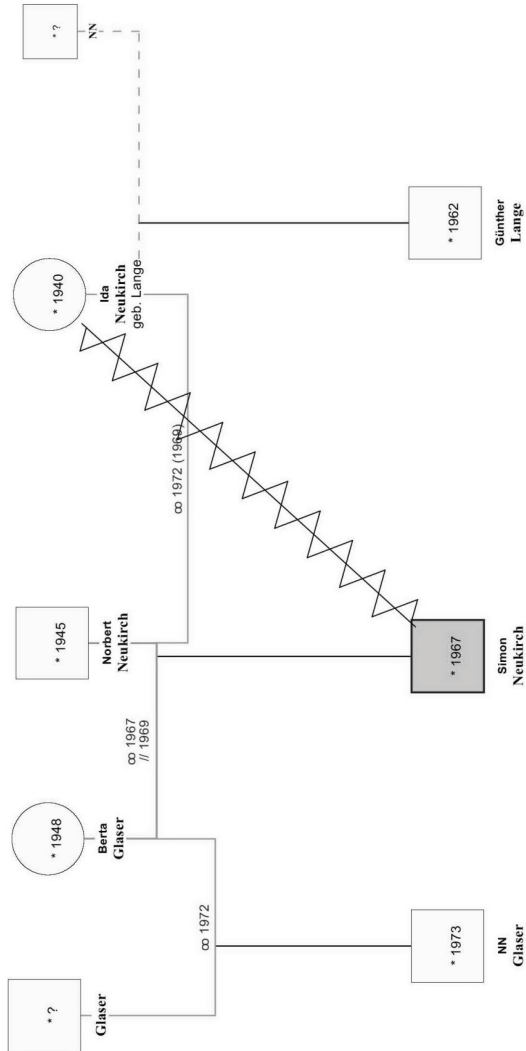 * ?
Glaser
* 1948
Berta
Glaser
* 1945
Norbert
Neukirch
* 1940
Ida
Neukirch
geb. Lange
* ?
NN
∞ 1972
∞ 1967
// 1969
∞ 1972 (1969)
* 1973
NN
Glaser
* 1967
Simon
Neukirch
* 1962
Günther
Lange